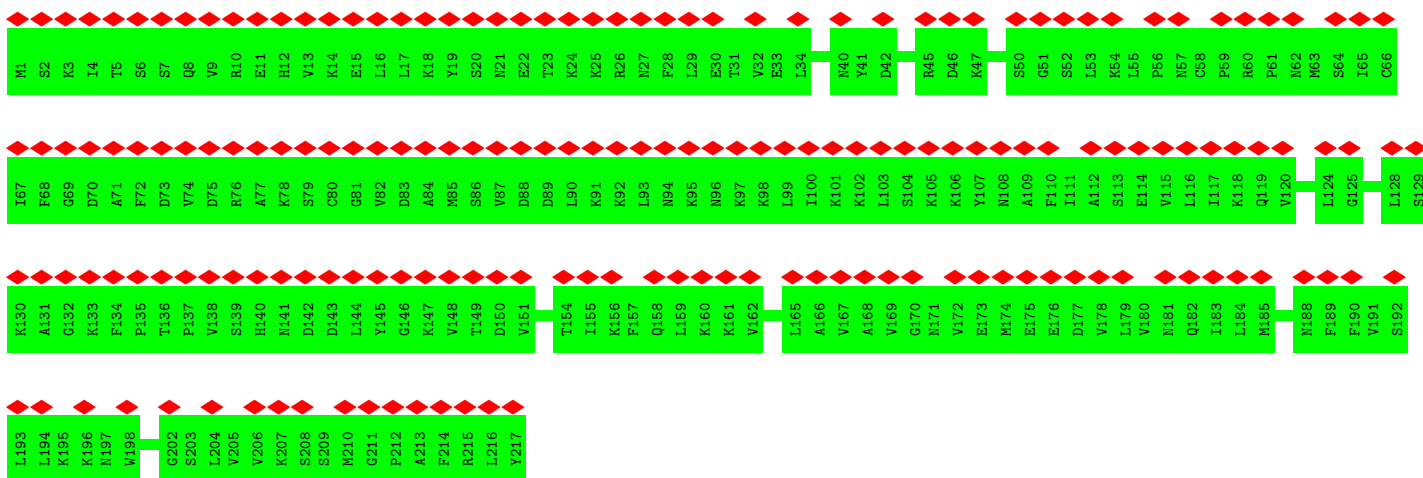 M1 S2 K3 I4 T5 S6 S7 Q8 V9 R10 E11 H12 V13 K14 E15 L16 L17 K18 Y19 S20 N21 E22 T23 K24 K25 R26 N27 F28 L29 E30 T31 V32 E33 L34 N40 Y41 D42 R45 D46 K47 S50 G51 S52 L53 K54 L55 P56 N57 C58 P59 R60 P61 N62 M63 S64 I65 C66
I67 F68 G69 D70 A71 F72 D73 V74 D75 R76 A77 K78 S79 C80 G81 V82 D83 A84 M85 S86 V87 D88 D89 L90 K91 K92 L93 N94 K95 N96 K97 K98 L99 I100 K101 K102 L103 S104 K105 K106 Y107 N108 A109 F110 I111 A112 S113 E114 V115 L116 I117 K118 Q119 V120 L124 G125 L128 S129
K130 A131 G132 K133 F134 P135 T136 P137 V138 S139 H140 N141 D142 D143 L144 Y145 G146 K147 V148 T149 D150 V151 T154 I155 K156 F157 Q158 L159 K160 K161 V162 L165 A166 V167 A168 V169 G170 N171 V172 E173 M174 E175 E176 D177 V178 L179 V180 N181 Q182 I183 L184 M185 N188 F189 F190 V191 S192
L193 L194 K195 K196 N197 W198 G202 S203 L204 V205 V206 K207 S208 S209 M210 G211 P212 A213 F214 R215 L216 Y217